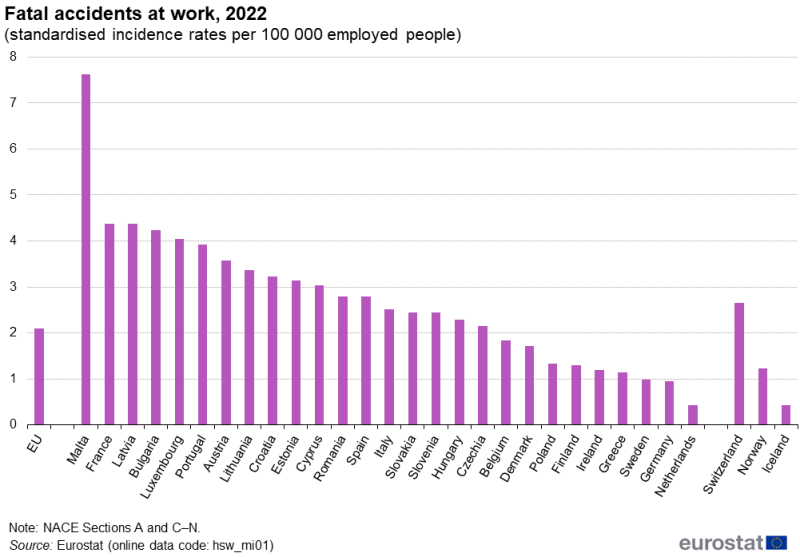 Fatal accidents at work, 2022
(standardised incidence rates per 100 000 employed people)
8
7
6
5
4
3
2
1
0
EU
Malta
France
Latvia
Bulgaria
Luxembourg
Portugal
Austria
Lithuania
Croatia
Estonia
Cyprus
Romania
Spain
Italy
Slovakia
Slovenia
Hungary
Czechia
Belgium
Denmark
Poland
Finland
Ireland
Greece
Sweden
Germany
Netherlands
Switzerland
Norway
Iceland
Note: NACE Sections A and C–N.
Source: Eurostat (online data code: hsw_mi01)
eurostat